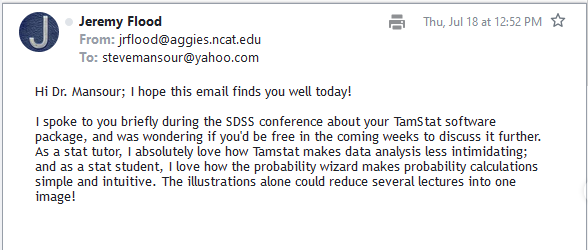 J
Jeremy Flood
Thu, Jul 18 at 12:52 PM
From: jrflood@aggies.ncat.edu
To: stevemansour@yahoo.com
Hi Dr. Mansour; I hope this email finds you well today!
I spoke to you briefly during the SDSS conference about your TamStat software
package, and was wondering if you'd be free in the coming weeks to discuss it further.
As a stat tutor, I absolutely love how Tamstat makes data analysis less intimidating;
and as a stat student, I love how the probability wizard makes probability calculations
simple and intuitive. The illustrations alone could reduce several lectures into one
image!